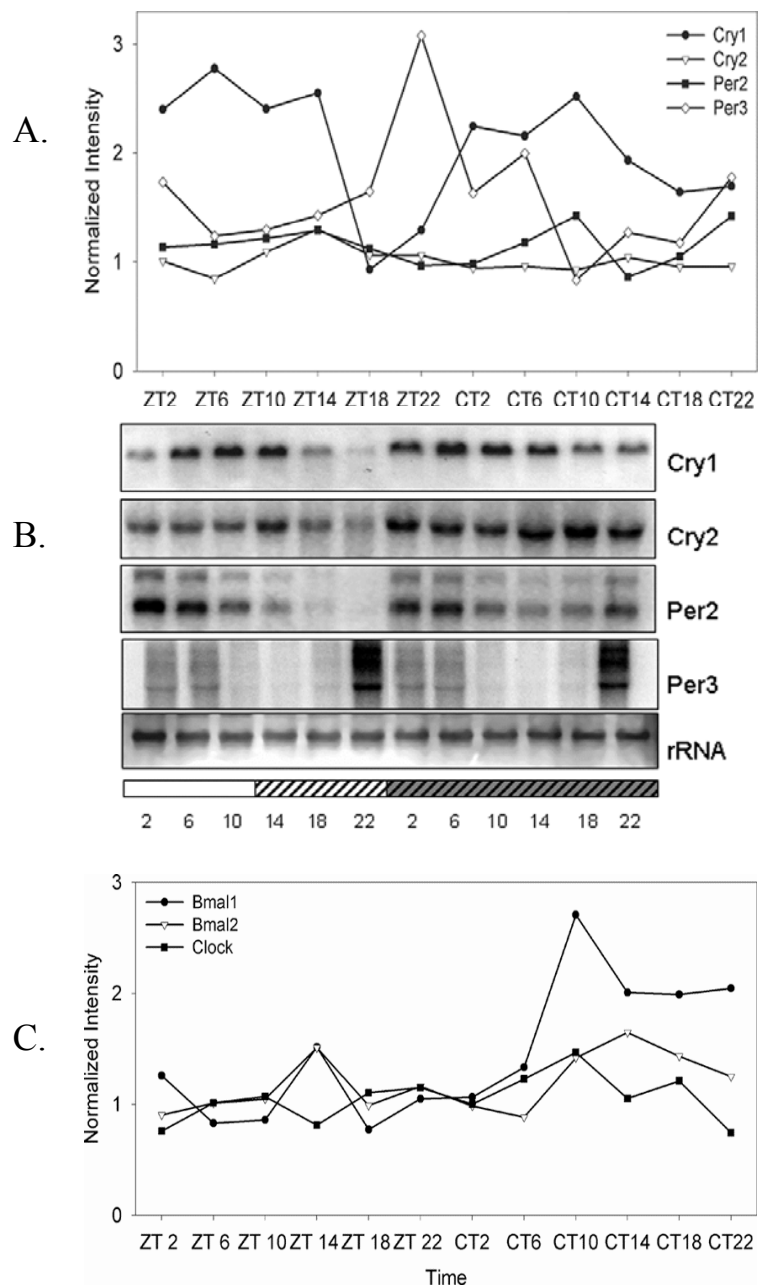 A.
Normalized Intensity
3
2
1
0
Cry1
Cry2
Per2
Per3
ZT2 ZT6 ZT10 ZT14 ZT18 ZT22 CT2 CT6 CT10 CT14 CT18 CT22
B.
Cry1
Cry2
Per2
Per3
rRNA
2 6 10 14 18 22 2 6 10 14 18 22
C.
Normalized Intensity
3
2
1
0
Bmal1
Bmal2
Clock
ZT 2 ZT 6 ZT 10 ZT 14 ZT 18 ZT 22 CT2 CT6 CT10 CT14 CT18 CT22
Time